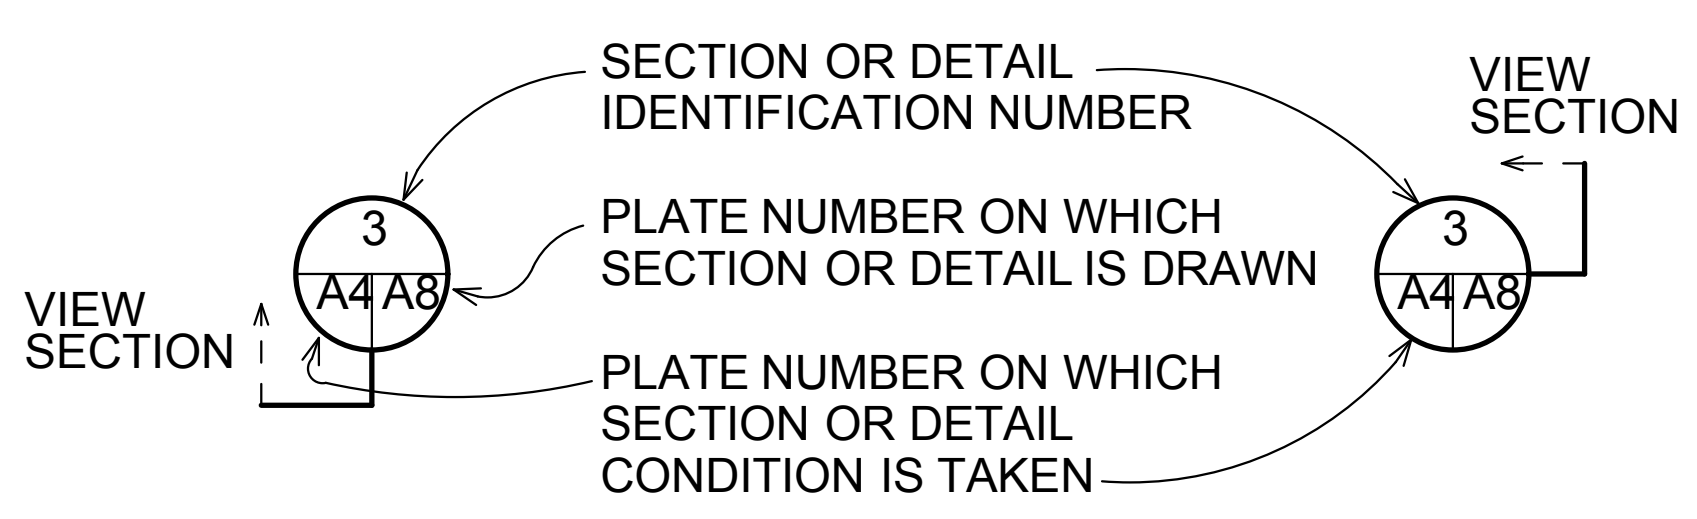 SECTION OR DETAIL
IDENTIFICATION NUMBER
VIEW
SECTION
3
A4 A8
PLATE NUMBER ON WHICH
SECTION OR DETAIL IS DRAWN
3
A4 A8
VIEW
SECTION
PLATE NUMBER ON WHICH
SECTION OR DETAIL
CONDITION IS TAKEN